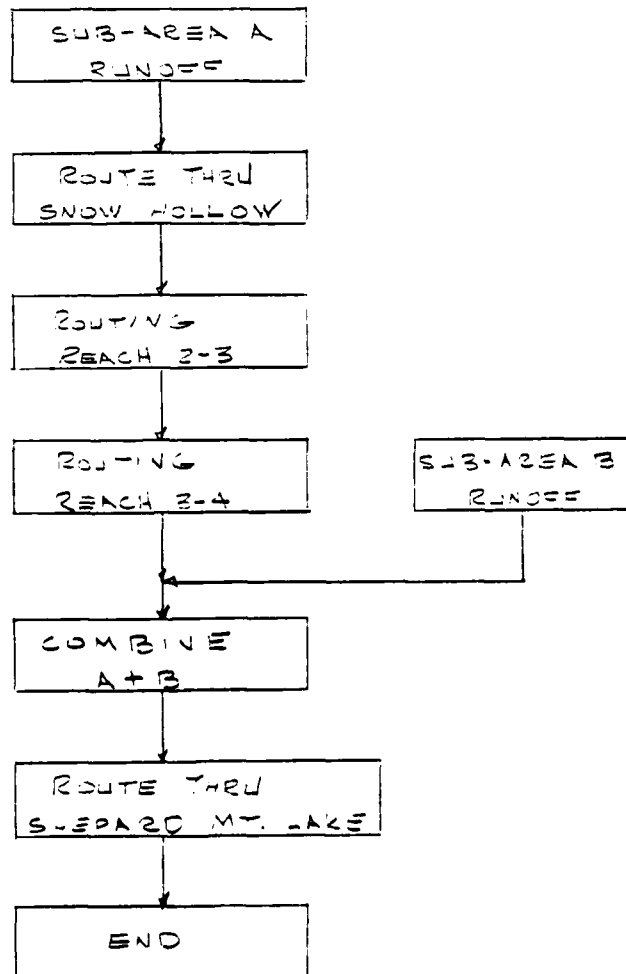 SUB-AREA A
RUNOFF
ROUTE THRU
SNOW HOLLOW
ROUTING
REACH 2-3
ROUTING
REACH 3-4
SUB-AREA B
RUNOFF
COMBINE
A + B
ROUTE THRU
SHEPARD MT. LAKE
END